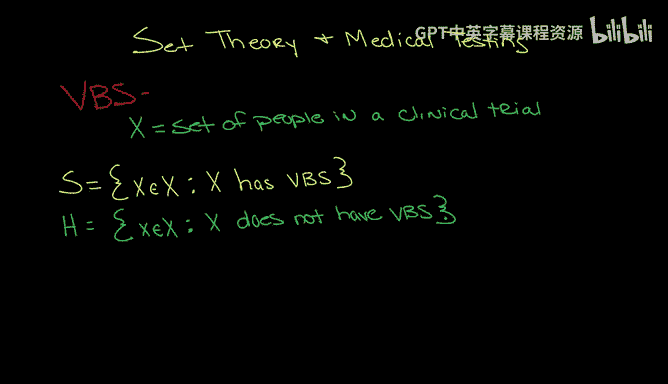 Set Theory + Medical Testing
GPT中英字幕课程资源 bilibili
VBS-
X = set of people in a clinical trial
S = { x ∈ X : X has VBS }
H = { x ∈ X : X does not have VBS }